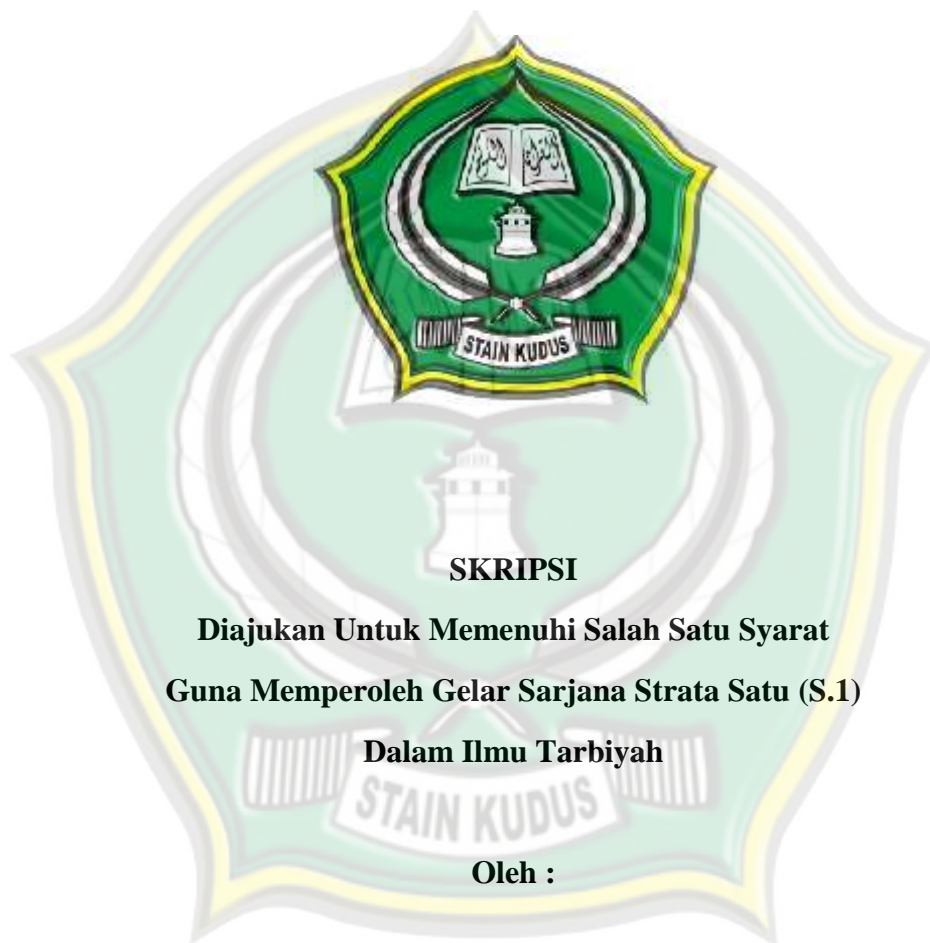 STAIN KUDUS
SKRIPSI
Diajukan Untuk Memenuhi Salah Satu Syarat
Guna Memperoleh Gelar Sarjana Strata Satu (S.1)
Dalam Ilmu Tarbiyah
STAIN KUDUS
Oleh :